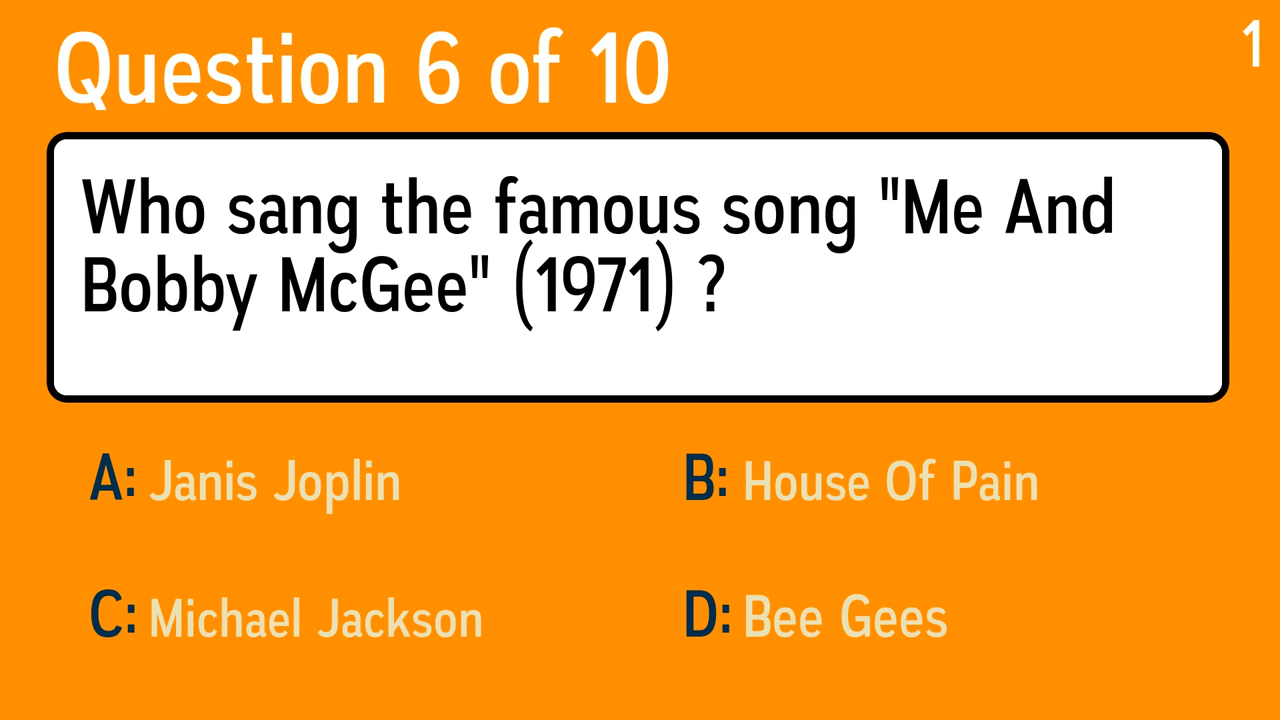 Question 6 of 10
1
Who sang the famous song "Me And
Bobby McGee" (1971) ?
A: Janis Joplin
B: House Of Pain
C: Michael Jackson
D: Bee Gees